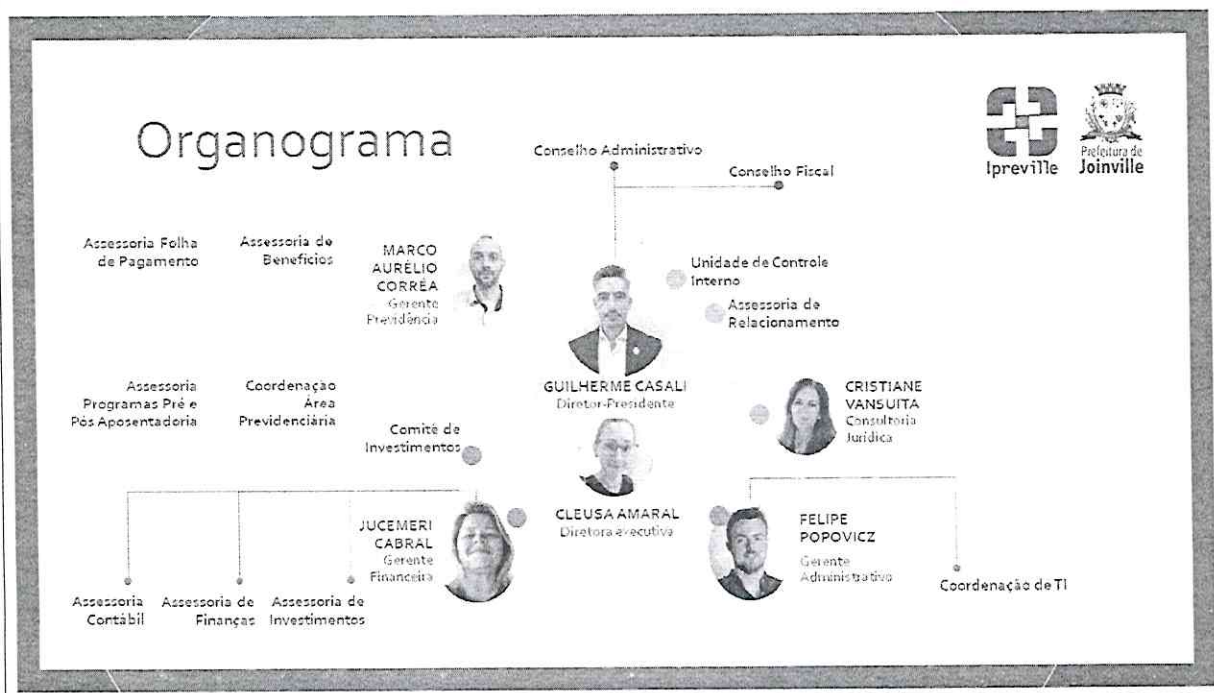 Organograma
Ipreville
Prefeitura de
Joinville
Conselho Administrativo
Conselho Fiscal
Assessoria Folha
de Pagamento
Assessoria de
Benefícios
MARCO
AURÉLIO
CORRÊA
Gerente
Previdência
Unidade de Controle
Interno
Assessoria de
Relacionamento
GUILHERME CASALI
Diretor-Presidente
Assessoria
Programas Pré e
Pós Aposentadoria
Coordenação
Área
Previdenciária
CRISTIANE
VANSUITA
Consultoria
Jurídica
Comitê de
Investimentos
CLEUSA AMARAL
Diretora executiva
JUCEMERI
CABRAL
Gerente
Financeira
FELIPE
POPOVICZ
Gerente
Administrativo
Coordenação de TI
Assessoria
Contábil
Assessoria de
Finanças
Assessoria de
Investimentos